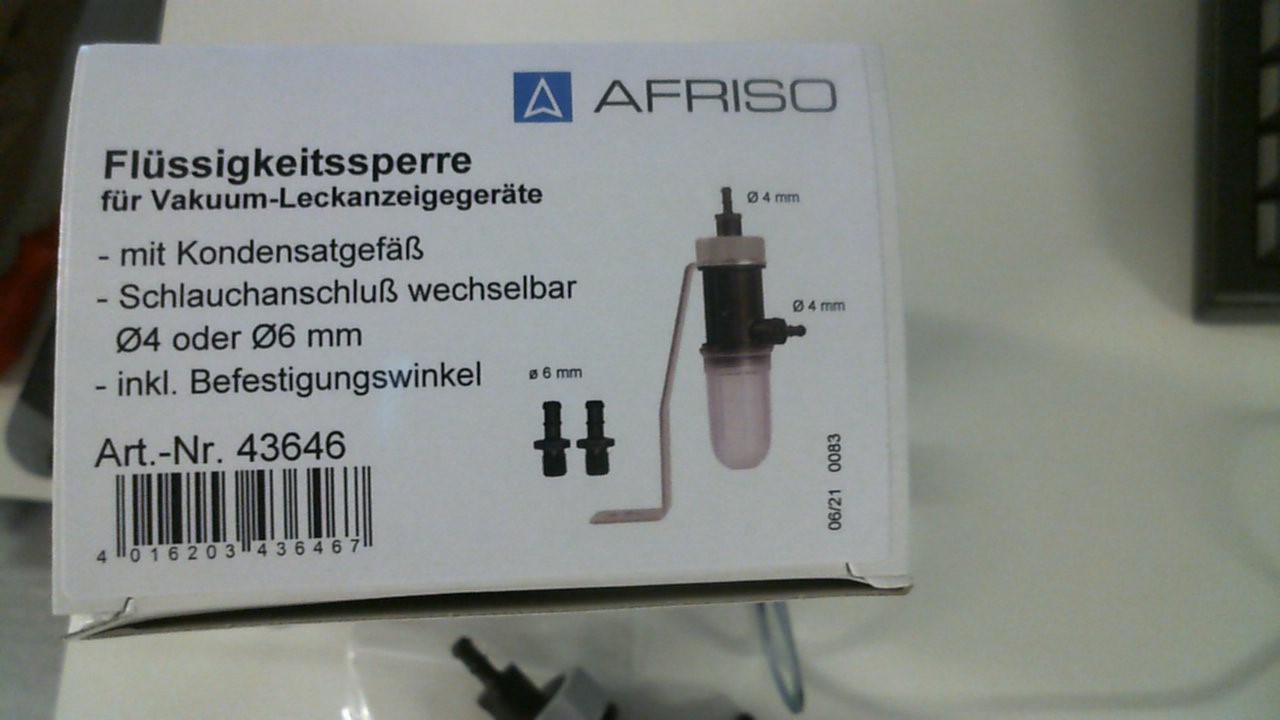 AFRISO
Flüssigkeitssperre
für Vakuum-Leckanzeigegeräte
- mit Kondensatgefäß
- Schlauchanschluß wechselbar
Ø4 oder Ø6 mm
- inkl. Befestigungswinkel
Art.-Nr. 43646
4 016203 436467
Ø 4 mm
Ø 4 mm
ø 6 mm
06/21 0083